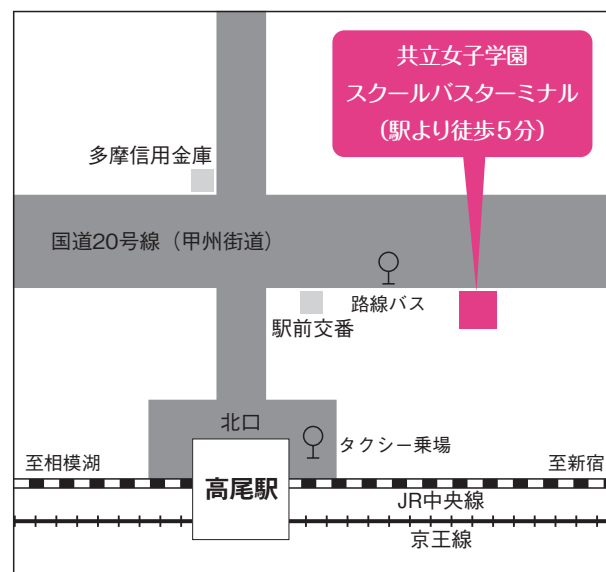 共立女子学園
スクールバスターミナル
(駅より徒歩5分)
多摩信用金庫
国道20号線（甲州街道）
路線バス
駅前交番
北口
タクシー乗場
至相模湖
至新宿
高尾駅
JR中央線
京王線